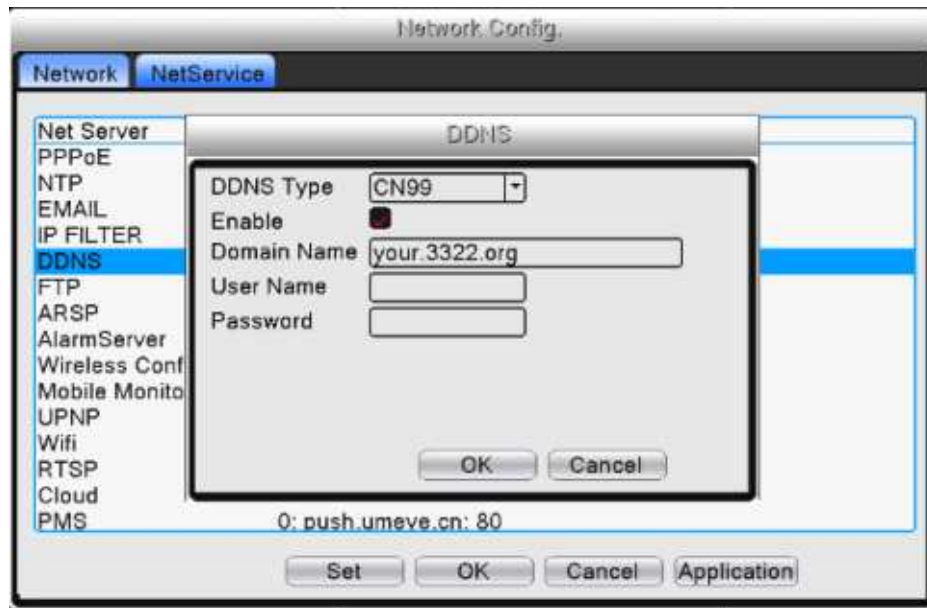 Network Config.
Network NetService
Net Server
PPPoE
NTP
EMAIL
IP FILTER
DDNS
FTP
ARSP
AlarmServer
Wireless Conf
Mobile Monito
UPNP
Wifi
RTSP
Cloud
PMS 0: push.umeye.cn: 80
DDNS
DDNS Type CN99
Enable
Domain Name your.3322.org
User Name
Password
OK Cancel
Set OK Cancel Application